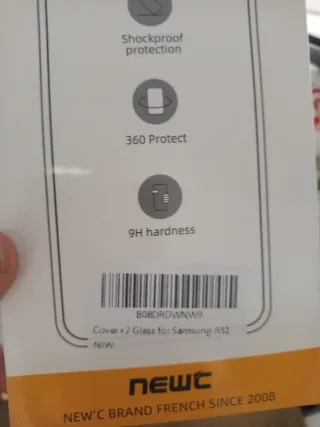 Shockproof
protection
360 Protect
9H hardness
B08DRDWNW9
Cover+2 Glass for Samsung A51
New
newc
NEW'C BRAND FRENCH SINCE 2008